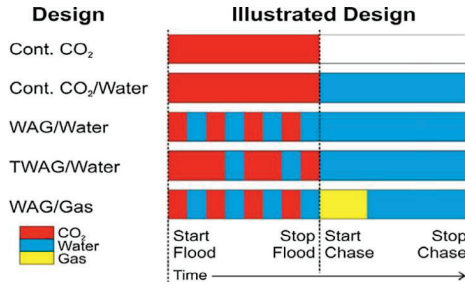 Design Illustrated Design
Cont. CO₂
Cont. CO₂/Water
WAG/Water
TWAG/Water
WAG/Gas
CO₂
Water
Gas
Start Flood Stop Flood Start Chase Stop Chase
Time